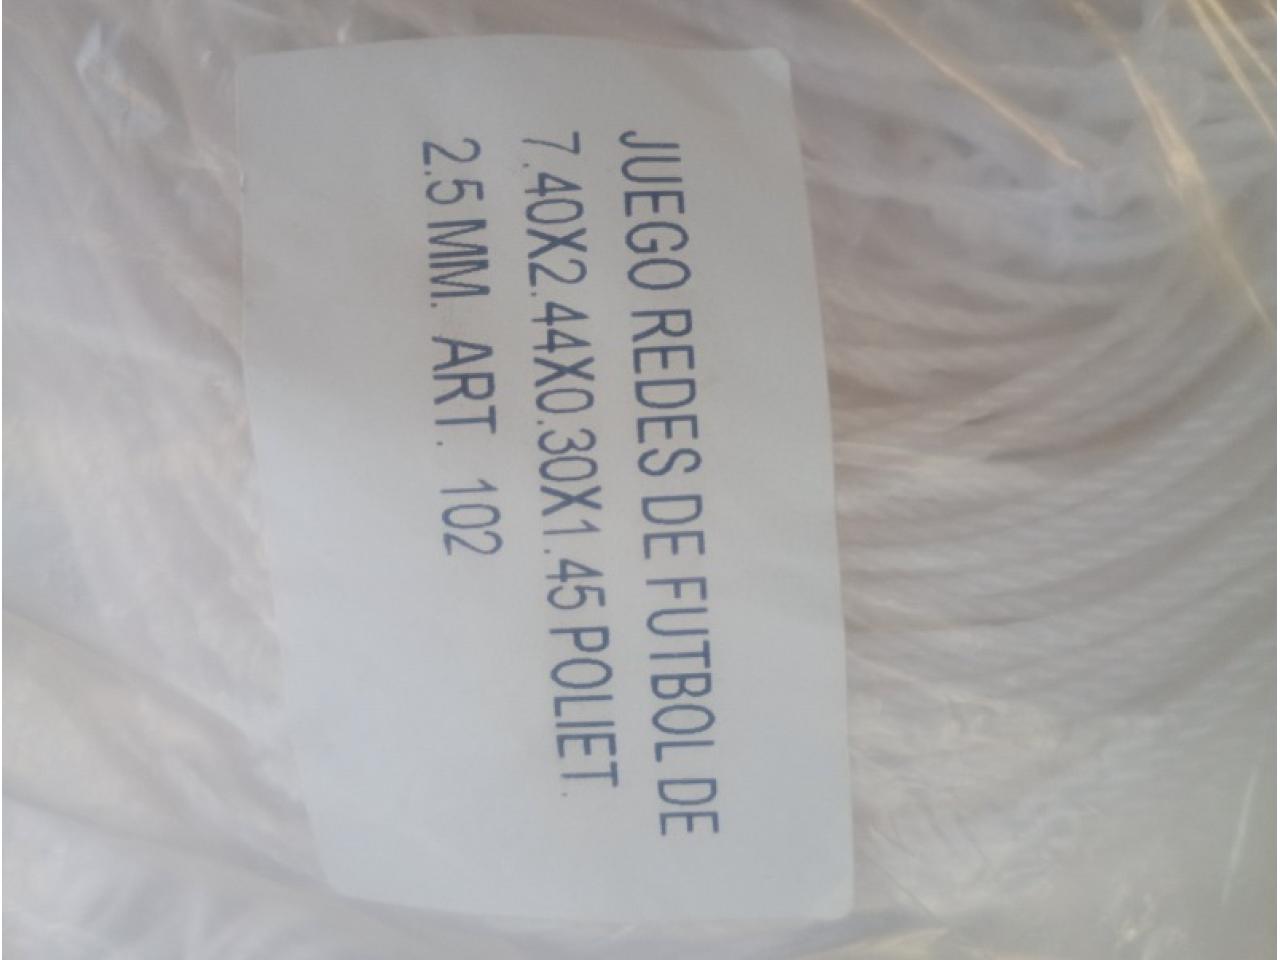 JUEGO REDES DE FUTBOL DE
7.40X2.44X0.30X1.45 POLIET.
2.5 MM. ART. 102